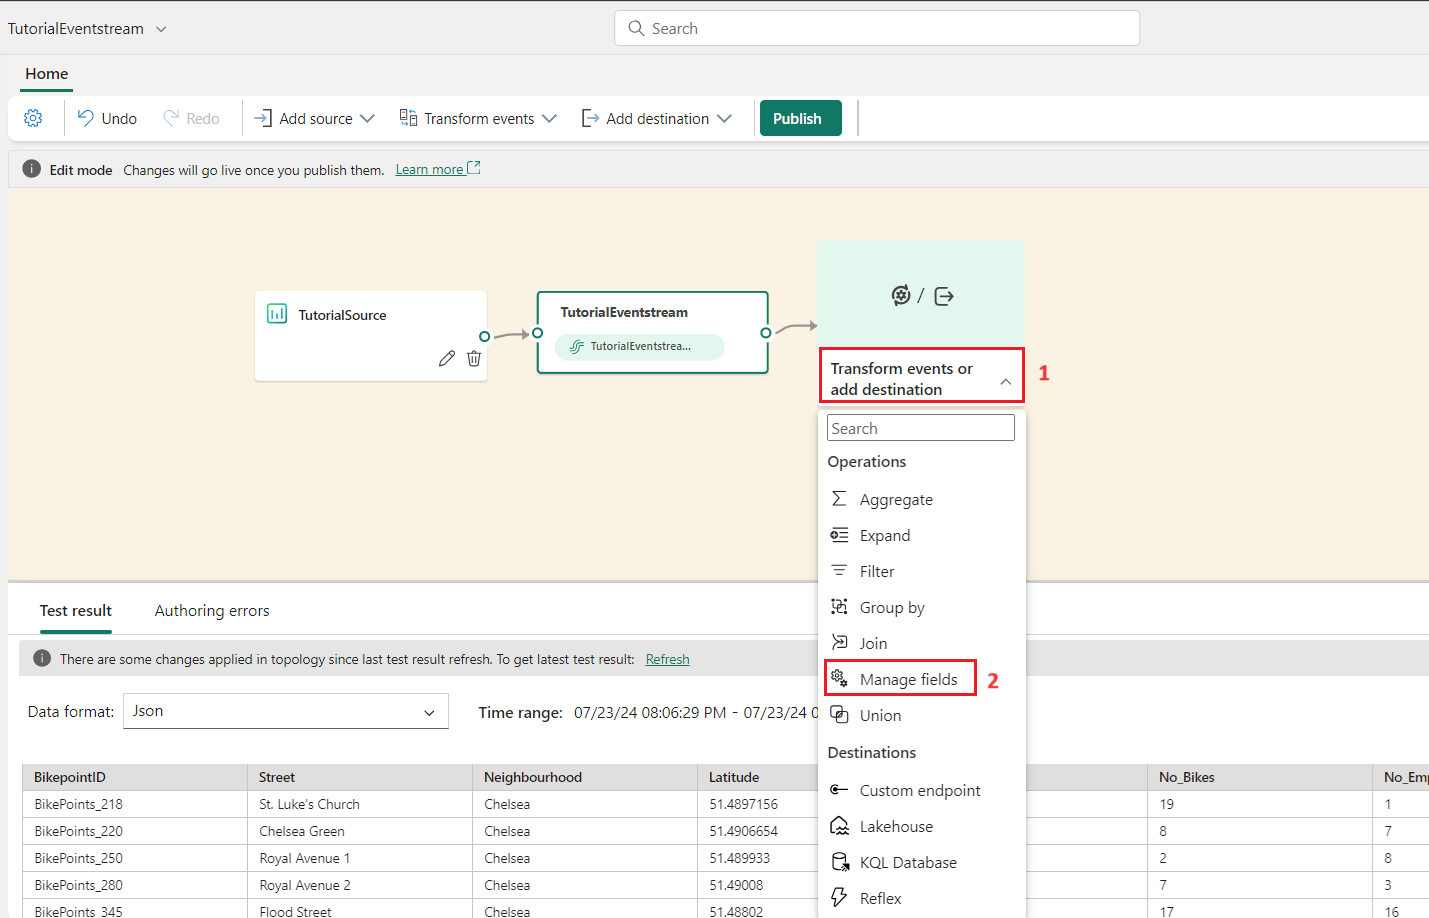 TutorialEventstream
Search
Home
Undo
Redo
Add source
Transform events
Add destination
Publish
Edit mode Changes will go live once you publish them. Learn more
TutorialSource
TutorialEventstream
TutorialEventstrea...
/
Transform events or
add destination
1
Search
Operations
Aggregate
Expand
Filter
Group by
Join
Manage fields
2
Union
Destinations
Custom endpoint
Lakehouse
KQL Database
Reflex
Test result
Authoring errors
There are some changes applied in topology since last test result refresh. To get latest test result: Refresh
Data format: Json
Time range: 07/23/24 08:06:29 PM - 07/23/24 0
BikepointID Street Neighbourhood Latitude No_Bikes No_Emp
BikePoints_218 St. Luke's Church Chelsea 51.4897156 19 1
BikePoints_220 Chelsea Green Chelsea 51.4906654 8 7
BikePoints_250 Royal Avenue 1 Chelsea 51.489933 2 8
BikePoints_280 Royal Avenue 2 Chelsea 51.49008 7 3
BikePoints_345 Flood Street Chelsea 51.48802 17 16